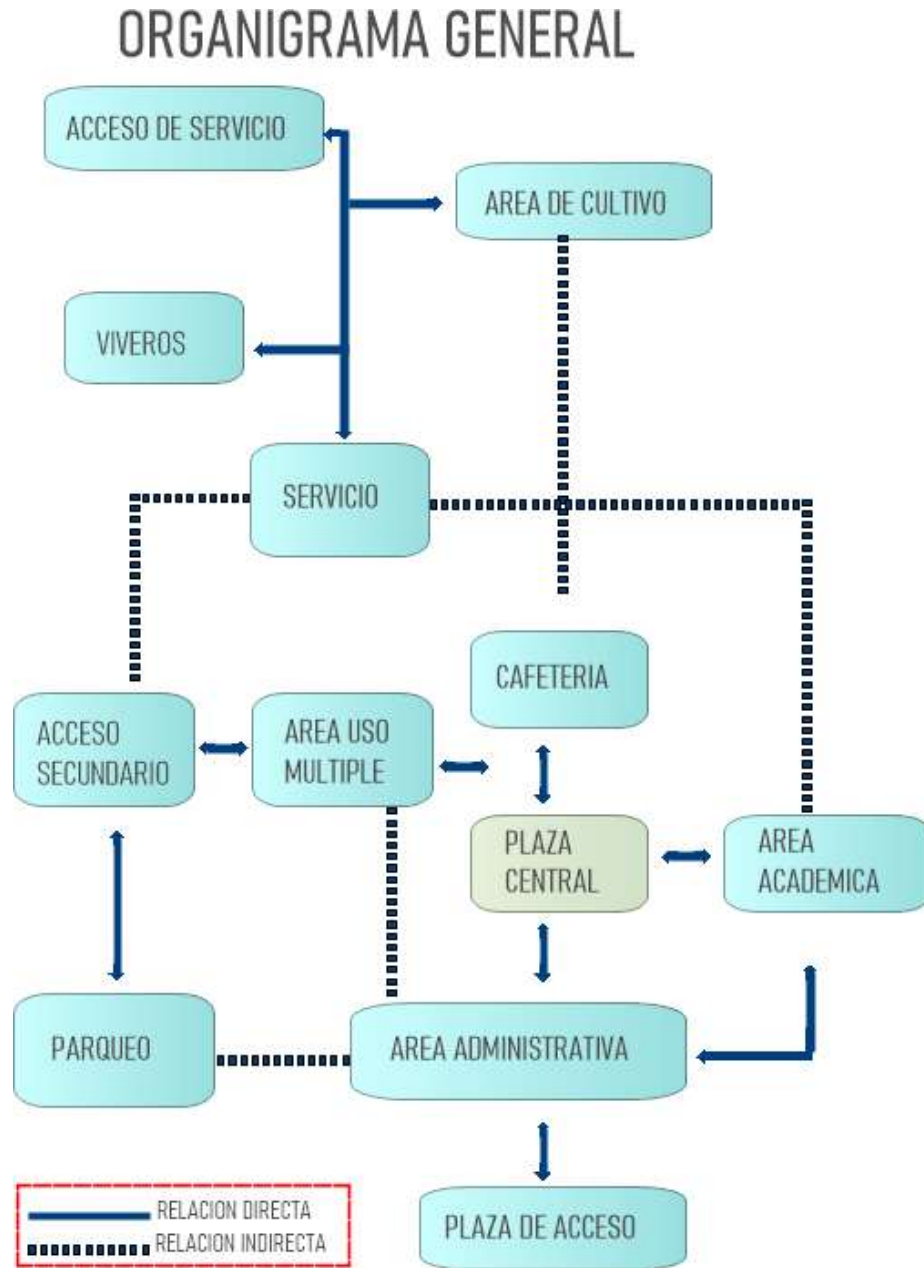 ORGANIGRAMA GENERAL
ACCESO DE SERVICIO
AREA DE CULTIVO
VIVEROS
SERVICIO
CAFETERIA
ACCESO
SECUNDARIO
AREA USO
MULTIPLE
PLAZA
CENTRAL
AREA
ACADEMICA
PARQUEO
AREA ADMINISTRATIVA
RELACION DIRECTA
RELACION INDIRECTA
PLAZA DE ACCESO